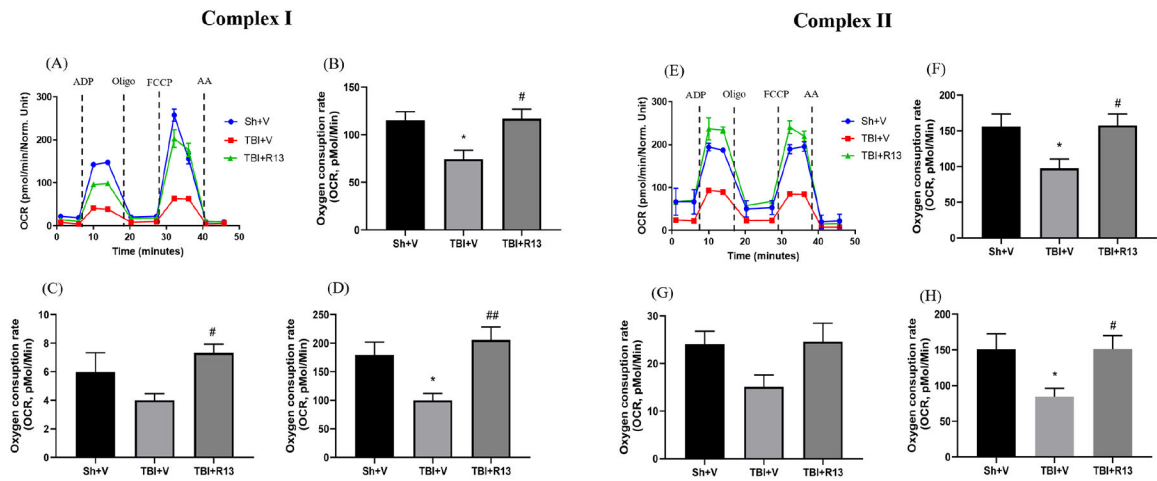 Complex I
Complex II
(A)
ADP Oligo FCCP AA
OCR (pmol/min/Norm. Unit)
300
200
100
0
Sh+V
TBI+V
TBI+R13
0 10 20 30 40 50
Time (minutes)
(B)
Oxygen consuption rate
(OCR, pMol/Min)
150
100
50
0
*
#
Sh+V TBI+V TBI+R13
(E)
ADP Oligo FCCP AA
OCR (pmol/min/Norm. Unit)
300
200
100
0
Sh+V
TBI+V
TBI+R13
0 10 20 30 40 50
Time (minutes)
(F)
Oxygen consuption rate
(OCR, pMol/Min)
200
150
100
50
0
*
#
Sh+V TBI+V TBI+R13
(C)
Oxygen consuption rate
(OCR, pMol/Min)
8
6
4
2
0
#
Sh+V TBI+V TBI+R13
(D)
Oxygen consuption rate
(OCR, pMol/Min)
250
200
150
100
50
0
*
##
Sh+V TBI+V TBI+R13
(G)
Oxygen consuption rate
(OCR, pMol/Min)
30
20
10
0
Sh+V TBI+V TBI+R13
(H)
Oxygen consuption rate
(OCR, pMol/Min)
200
150
100
50
0
*
#
Sh+V TBI+V TBI+R13